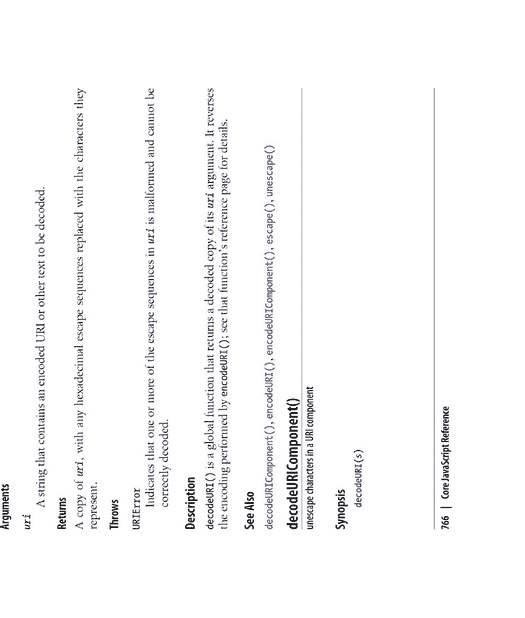 Arguments
uri
A string that contains an encoded URI or other text to be decoded.
Returns
A copy of uri, with any hexadecimal escape sequences replaced with the characters they
represent.
Throws
URIError
Indicates that one or more of the escape sequences in uri is malformed and cannot be
correctly decoded.
Description
decodeURI() is a global function that returns a decoded copy of its uri argument. It reverses
the encoding performed by encodeURI(); see that function's reference page for details.
See Also
decodeURIComponent(), encodeURI(), encodeURIComponent(), escape(), unescape()
decodeURIComponent()
unescape characters in a URI component
Synopsis
decodeURI(s)
766 | Core JavaScript Reference